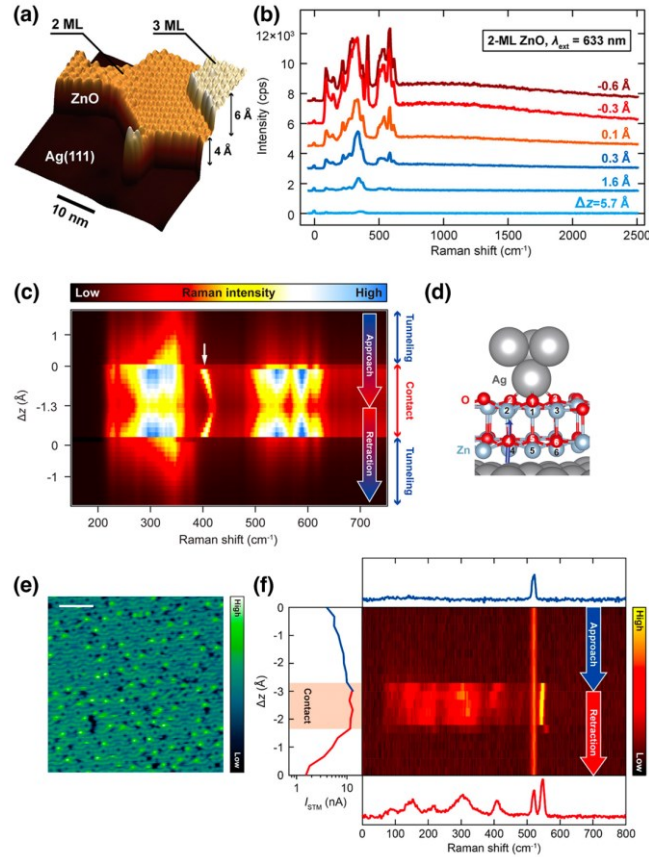 (a)
2 ML
3 ML
ZnO
Ag(111)
6 Å
4 Å
10 nm
(b)
Intensity (cps)
12×10³
10
8
6
4
2
0
2-ML ZnO, λext = 633 nm
-0.6 Å
-0.3 Å
0.1 Å
0.3 Å
1.6 Å
Δz=5.7 Å
0 500 1000 1500 2000 2500
Raman shift (cm⁻¹)
(c)
Low Raman intensity High
Δz (Å)
1
0
-1.3
0
-1
Approach
Retraction
Tunneling
Contact
Tunneling
200 300 400 500 600 700
Raman shift (cm⁻¹)
(d)
Ag
O
Zn
2 1 3
4 5 6
(e)
High
Low
(f)
Δz (Å)
0
-1
-2
-3
-2
-1
0
Contact
1 10
ISTM (nA)
Approach
Retraction
High
Low
0 100 200 300 400 500 600 700 800
Raman shift (cm⁻¹)